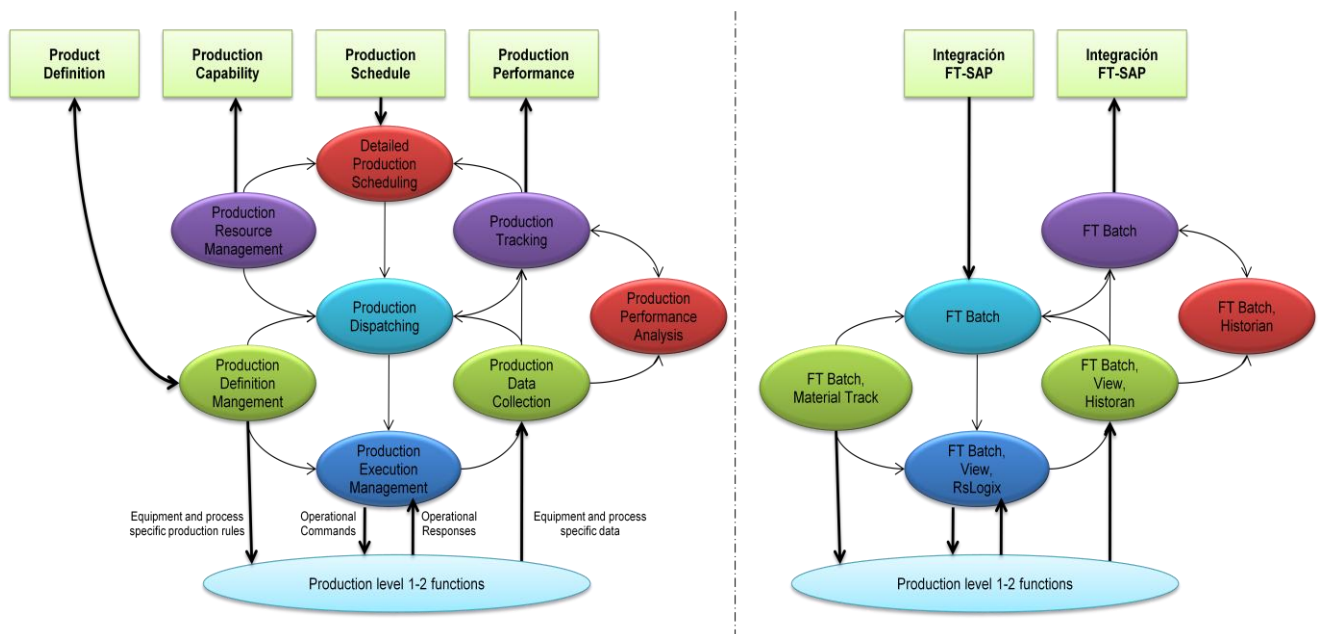 Product
Definition
Production
Capability
Production
Schedule
Production
Performance
Detailed
Production
Scheduling
Production
Resource
Management
Production
Tracking
Production
Dispatching
Production
Performance
Analysis
Production
Definition
Mangement
Production
Data
Collection
Production
Execution
Management
Equipment and process
specific production rules
Operational
Commands
Operational
Responses
Equipment and process
specific data
Production level 1-2 functions
Integración
FT-SAP
Integración
FT-SAP
FT Batch
FT Batch
FT Batch,
Historian
FT Batch,
Material Track
FT Batch,
View,
Historan
FT Batch,
View,
RsLogix
Production level 1-2 functions